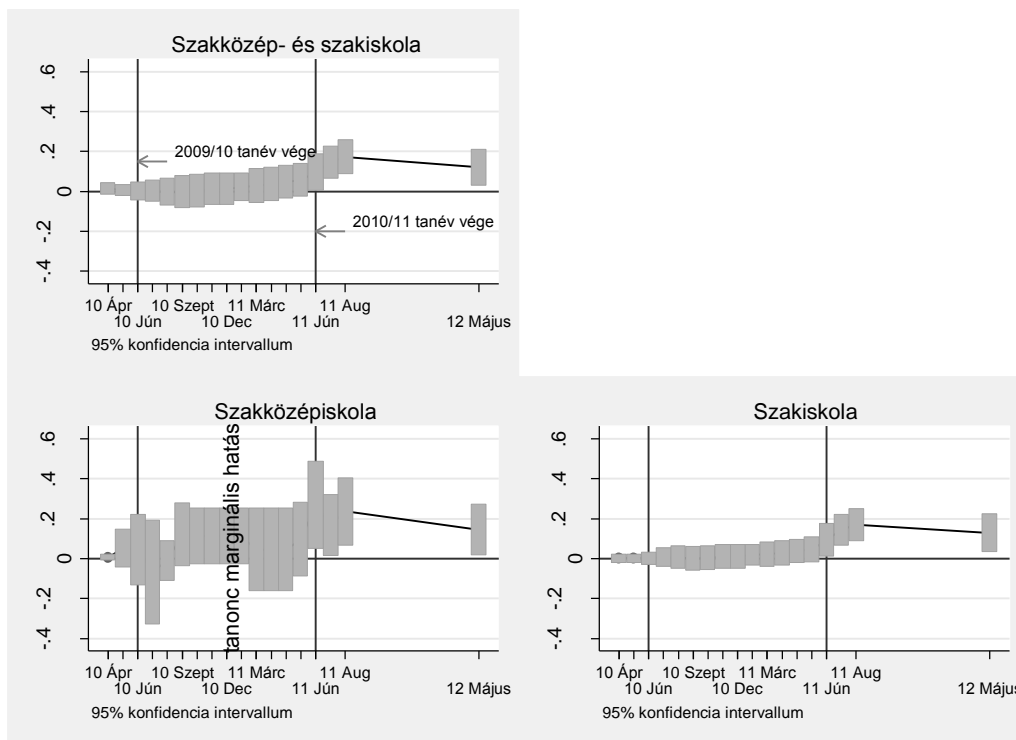 Szakközép- és szakiskola
.6
.4
.2
0
-.2
-.4
2009/10 tanév vége
2010/11 tanév vége
10 Ápr
10 Szept
11 Márc
11 Aug
10 Jún
10 Dec
11 Jún
12 Május
95% konfidencia intervallum
Szakközépiskola
.6
.4
.2
0
-.2
-.4
tanonc marginális hatás
10 Ápr
10 Szept
11 Márc
11 Aug
10 Jún
10 Dec
11 Jún
12 Május
95% konfidencia intervallum
Szakiskola
.6
.4
.2
0
-.2
-.4
10 Ápr
10 Szept
11 Márc
11 Aug
10 Jún
10 Dec
11 Jún
12 Május
95% konfidencia intervallum